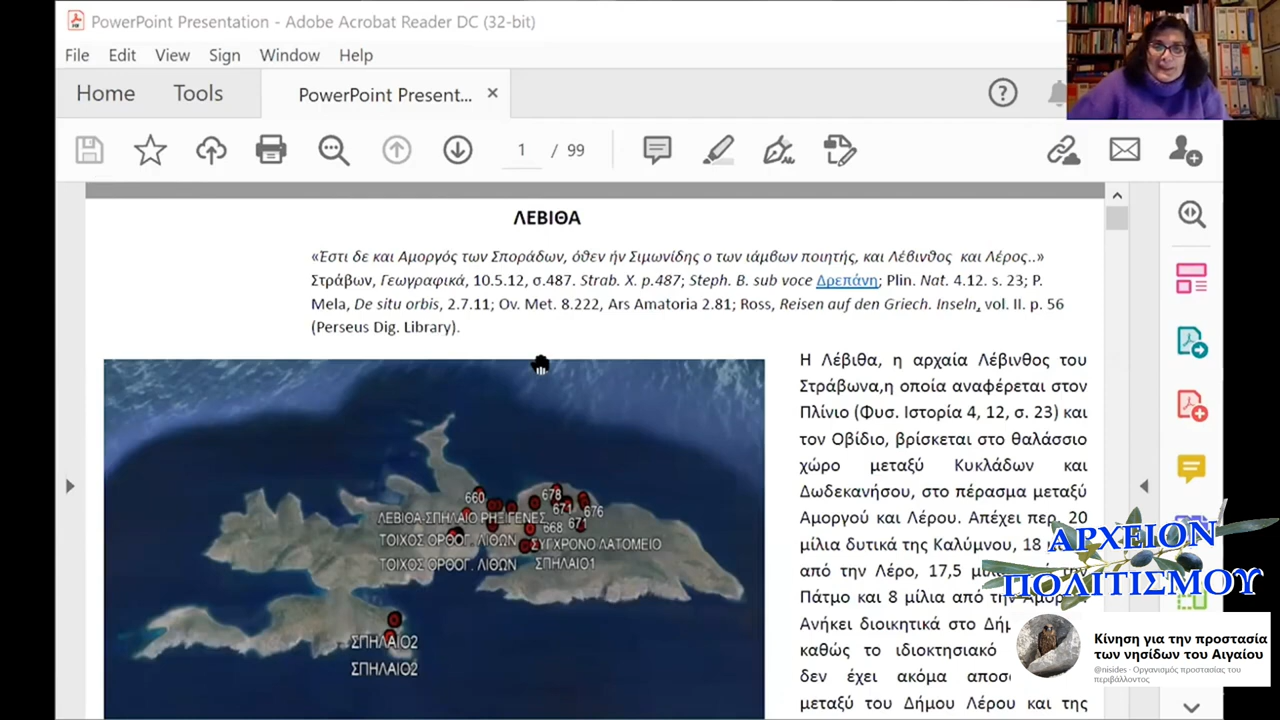 PowerPoint Presentation - Adobe Acrobat Reader DC (32-bit)
File Edit View Sign Window Help
Home Tools PowerPoint Present... ×
1 / 99
ΛΕΒΙΘΑ
«Έστι δε και Αμοργός των Σποράδων, όθεν ήν Σιμωνίδης ο των ιάμβων ποιητής, και Λέβινθος και Λέρος..»
Στράβων, Γεωγραφικά, 10.5.12, σ.487. Strab. X. p.487; Steph. B. sub voce Δρεπάνη; Plin. Nat. 4.12. s. 23; P.
Mela, De situ orbis, 2.7.11; Ov. Met. 8.222, Ars Amatoria 2.81; Ross, Reisen auf den Griech. Inseln, vol. II. p. 56
(Perseus Dig. Library).
660
678
671
676
ΛΕΒΙΘΑ-ΣΠΗΛΑΙΟ ΡΗΞΙΓΕΝΕΣ
668
671
ΤΟΙΧΟΣ ΟΡΘΟΓ. ΛΙΘΩΝ
ΣΥΓΧΡΟΝΟ ΛΑΤΟΜΕΙΟ
ΤΟΙΧΟΣ ΟΡΘΟΓ. ΛΙΘΩΝ
ΣΠΗΛΑΙΟ1
ΣΠΗΛΑΙΟ2
ΣΠΗΛΑΙΟ2
Η Λέβιθα, η αρχαία Λέβινθος του
Στράβωνα,η οποία αναφέρεται στον
Πλίνιο (Φυσ. Ιστορία 4, 12, σ. 23) και
τον Οβίδιο, βρίσκεται στο θαλάσσιο
χώρο μεταξύ Κυκλάδων και
Δωδεκανήσου, στο πέρασμα μεταξύ
Αμοργού και Λέρου. Απέχει περ. 20
μίλια δυτικά της Καλύμνου, 18
από την Λέρο, 17,5
Πάτμο και 8 μίλια από την
Ανήκει διοικητικά στο
καθώς το ιδιοκτησιακό
δεν έχει ακόμα
μεταξύ του Δήμου Λέρου και της
ΑΡΧΕΙΟΝ
ΠΟΛΙΤΙΣΜΟΥ
Κίνηση για την προστασία
των νησίδων του Αιγαίου
@nisides · Οργανισμός προστασίας του
περιβάλλοντος